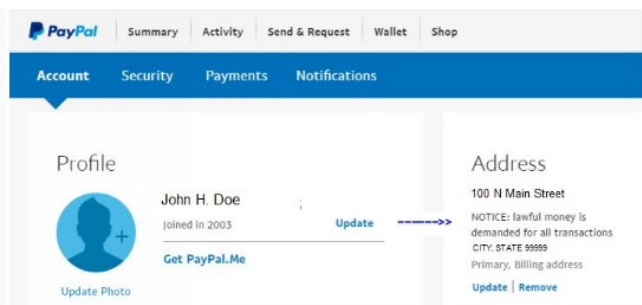 PayPal Summary Activity Send & Request Wallet Shop
Account Security Payments Notifications
Profile
John H. Doe
Joined in 2003 Update ------>>
Get PayPal.Me
Update Photo
Address
100 N Main Street
NOTICE: lawful money is
demanded for all transactions
CITY, STATE 99999
Primary, Billing address
Update | Remove